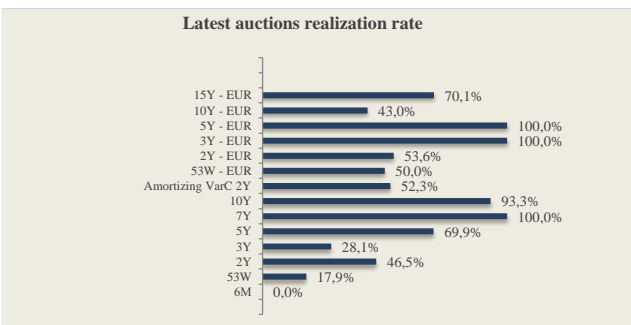 Latest auctions realization rate
15Y - EUR 70,1%
10Y - EUR 43,0%
5Y - EUR 100,0%
3Y - EUR 100,0%
2Y - EUR 53,6%
53W - EUR 50,0%
Amortizing VarC 2Y 52,3%
10Y 93,3%
7Y 100,0%
5Y 69,9%
3Y 28,1%
2Y 46,5%
53W 17,9%
6M 0,0%